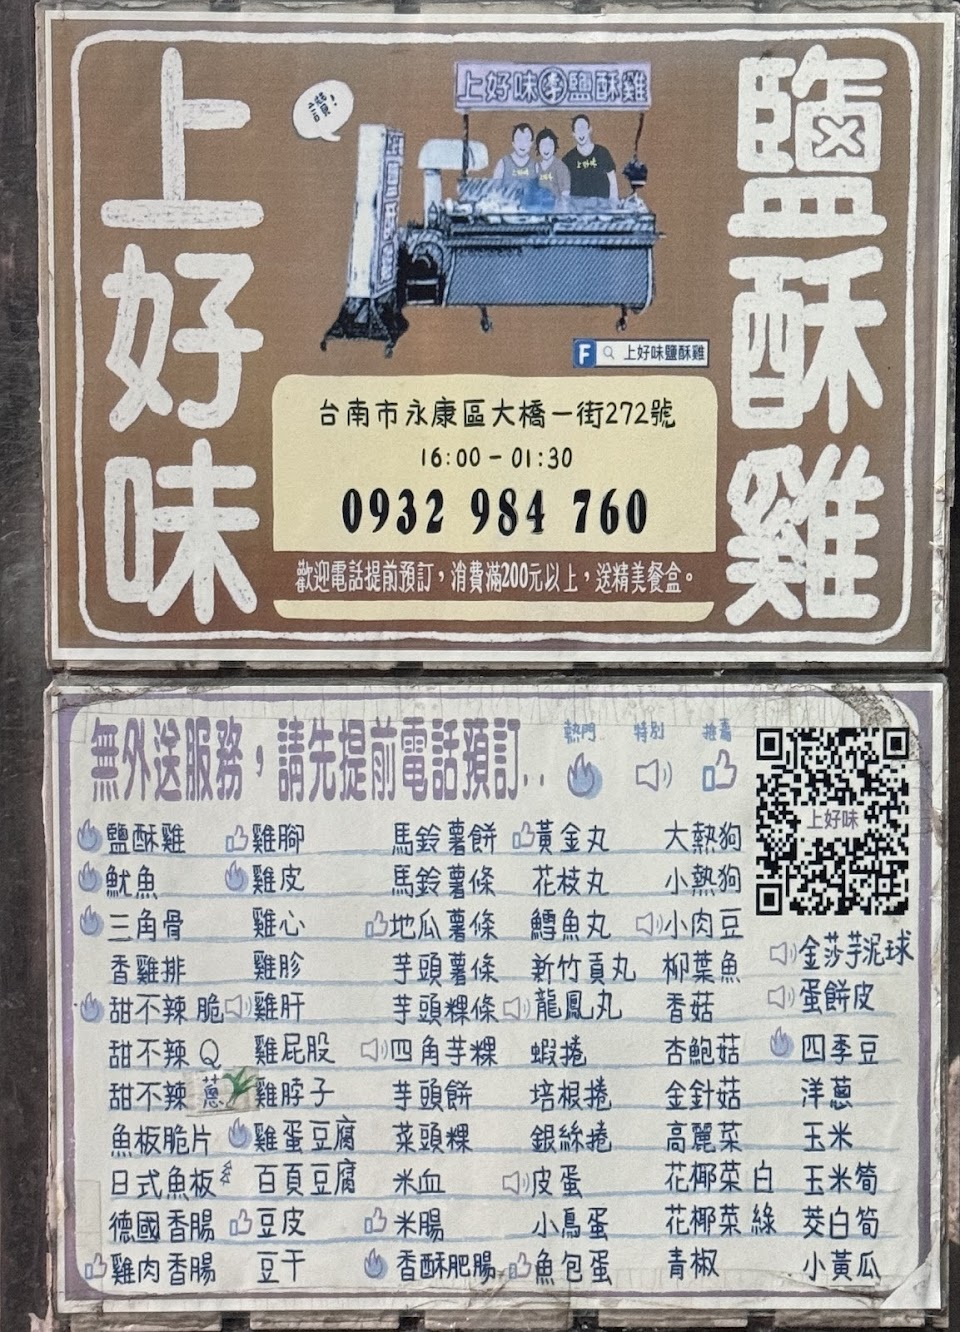 上好味
鹽酥雞
上好味李鹽酥雞
上好味鹽酥雞
台南市永康區大橋一街272號
16:00 - 01:30
0932 984 760
歡迎電話提前預訂，消費滿200元以上，送精美餐盒。
無外送服務，請先提前電話預訂..
熱門 特別 推薦
上好味
鹽酥雞
魷魚
三角骨
香雞排
甜不辣 脆
甜不辣 Q
甜不辣 蔥
魚板脆片
日式魚板
德國香腸
雞肉香腸
雞腳
雞皮
雞心
雞胗
雞肝
雞屁股
雞脖子
雞蛋豆腐
百頁豆腐
豆皮
豆干
馬鈴薯餅
馬鈴薯條
地瓜薯條
芋頭薯條
芋頭粿條
四角芋粿
芋頭餅
菜頭粿
米血
米腸
香酥肥腸
黃金丸
花枝丸
鱈魚丸
新竹貢丸
龍鳳丸
蝦捲
培根捲
銀絲捲
皮蛋
小鳥蛋
魚包蛋
大熱狗
小熱狗
小肉豆
柳葉魚
香菇
杏鮑菇
金針菇
高麗菜
花椰菜 白
花椰菜 綠
青椒
金莎芋泥球
蛋餅皮
四季豆
洋蔥
玉米
玉米筍
茭白筍
小黃瓜